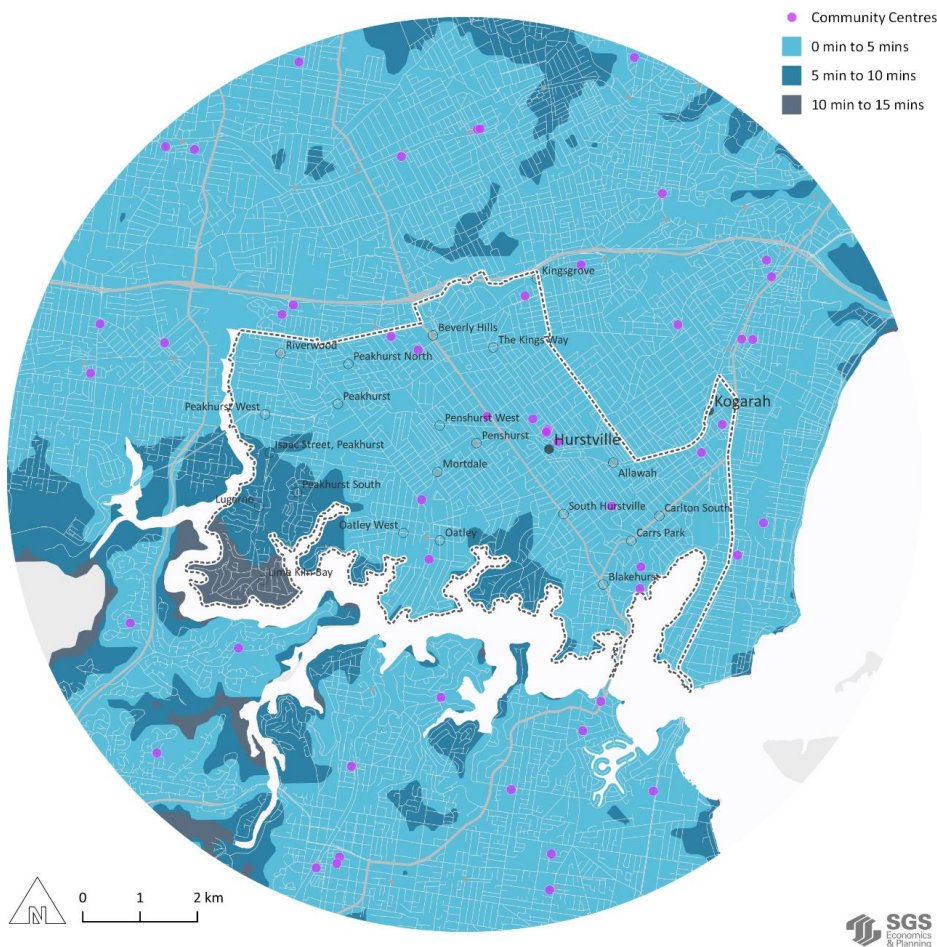 Community Centres
0 min to 5 mins
5 min to 10 mins
10 min to 15 mins
Kingsgrove
Beverly Hills
The Kings Way
Riverwood
Peakhurst North
Peakhurst
Peakhurst West
Kogarah
Penshurst West
Penshurst
Hurstville
Isaac Street, Peakhurst
Mortdale
Allawah
Peakhurst South
Lugarno
South Hurstville
Carlton South
Oatley West
Oatley
Carrs Park
Lime Kiln Bay
Blakehurst
N
0 1 2 km
SGS
Economics
& Planning